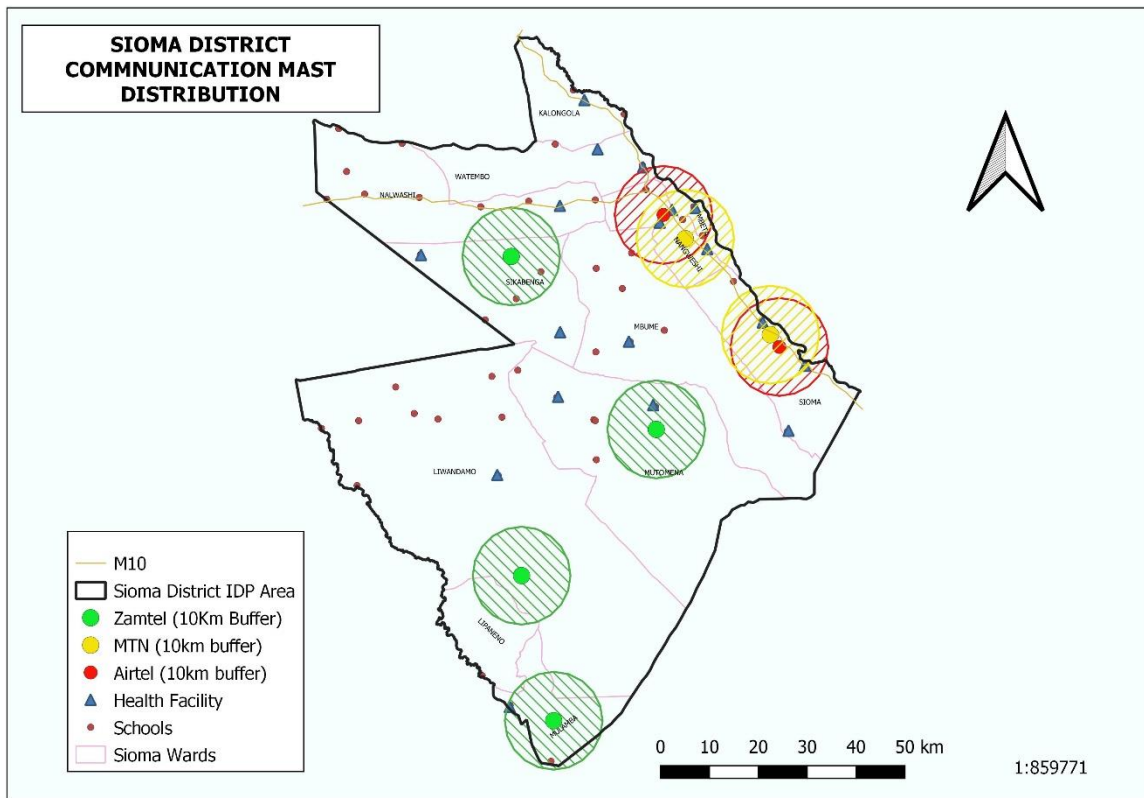 SIOMA DISTRICT
COMMNUNICATION MAST
DISTRIBUTION
KALONGOLA
WATEMBO
NALWASHI
NANGWESHI
SIKABENGA
MBUME
SIOMA
MUTOMENA
LIWANDAMO
LIPANENO
MULAMBA
M10
Sioma District IDP Area
Zamtel (10Km Buffer)
MTN (10km buffer)
Airtel (10km buffer)
Health Facility
Schools
Sioma Wards
0 10 20 30 40 50 km
1:859771